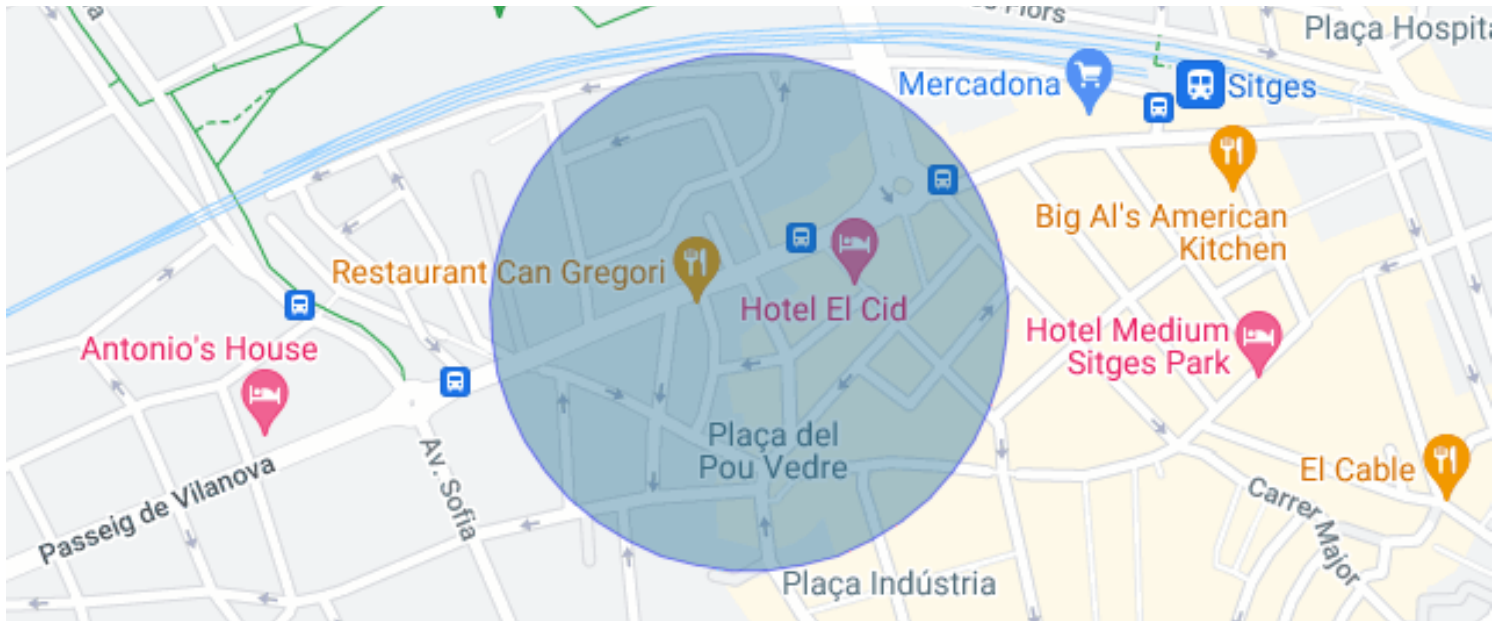 Flors
Plaça Hospita
Mercadona
Sitges
Big Al's American
Kitchen
Restaurant Can Gregori
Hotel El Cid
Hotel Medium
Sitges Park
Antonio's House
Plaça del
Pou Vedre
Av. Sofia
Passeig de Vilanova
El Cable
Carrer Major
Plaça Indústria